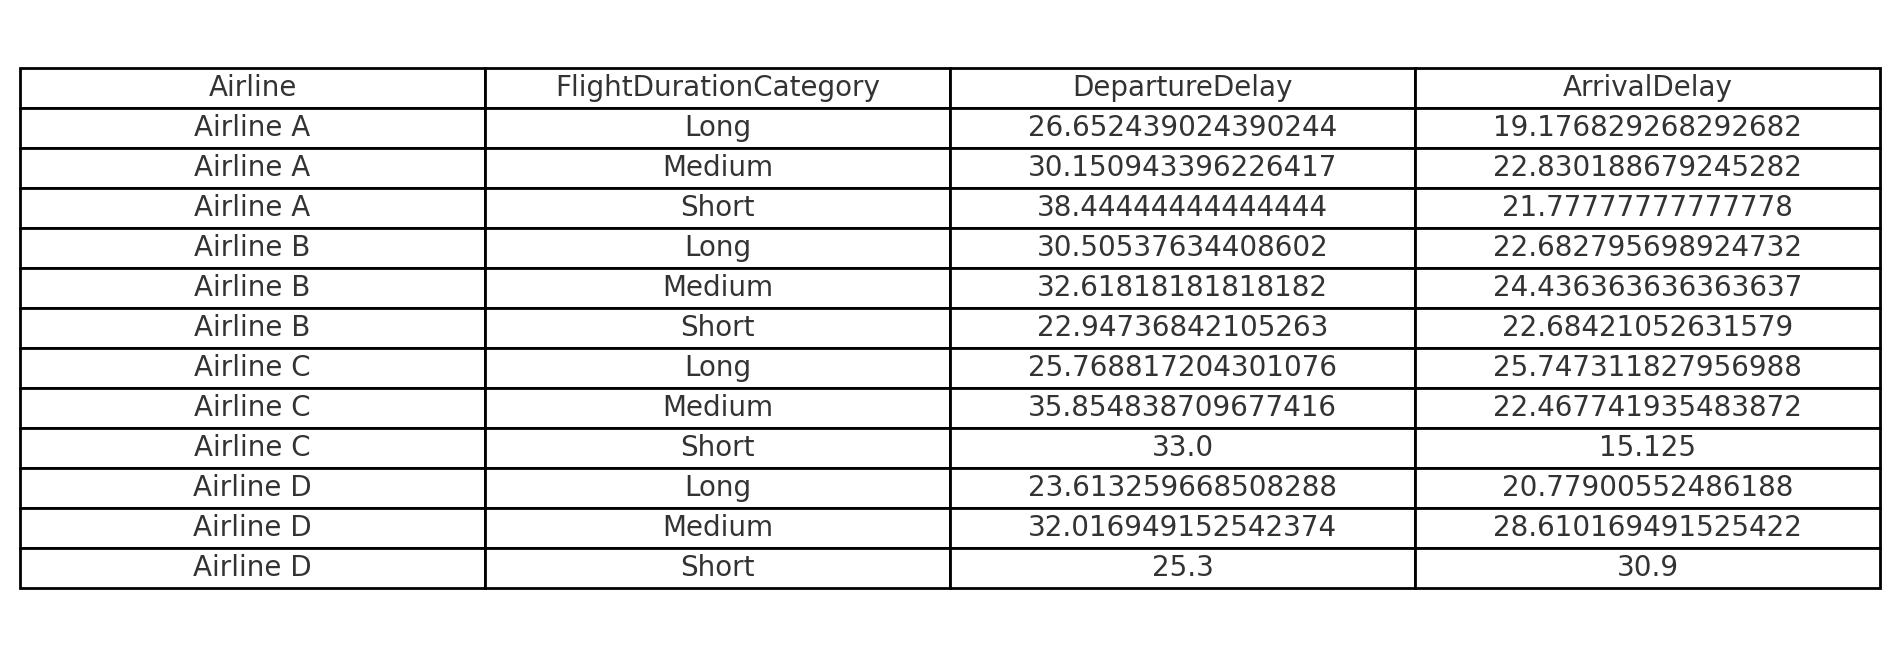 Airline FlightDurationCategory DepartureDelay ArrivalDelay
Airline A Long 26.652439024390244 19.176829268292682
Airline A Medium 30.150943396226417 22.830188679245282
Airline A Short 38.44444444444444 21.77777777777778
Airline B Long 30.50537634408602 22.682795698924732
Airline B Medium 32.61818181818182 24.436363636363637
Airline B Short 22.94736842105263 22.68421052631579
Airline C Long 25.768817204301076 25.747311827956988
Airline C Medium 35.854838709677416 22.467741935483872
Airline C Short 33.0 15.125
Airline D Long 23.613259668508288 20.77900552486188
Airline D Medium 32.016949152542374 28.610169491525422
Airline D Short 25.3 30.9